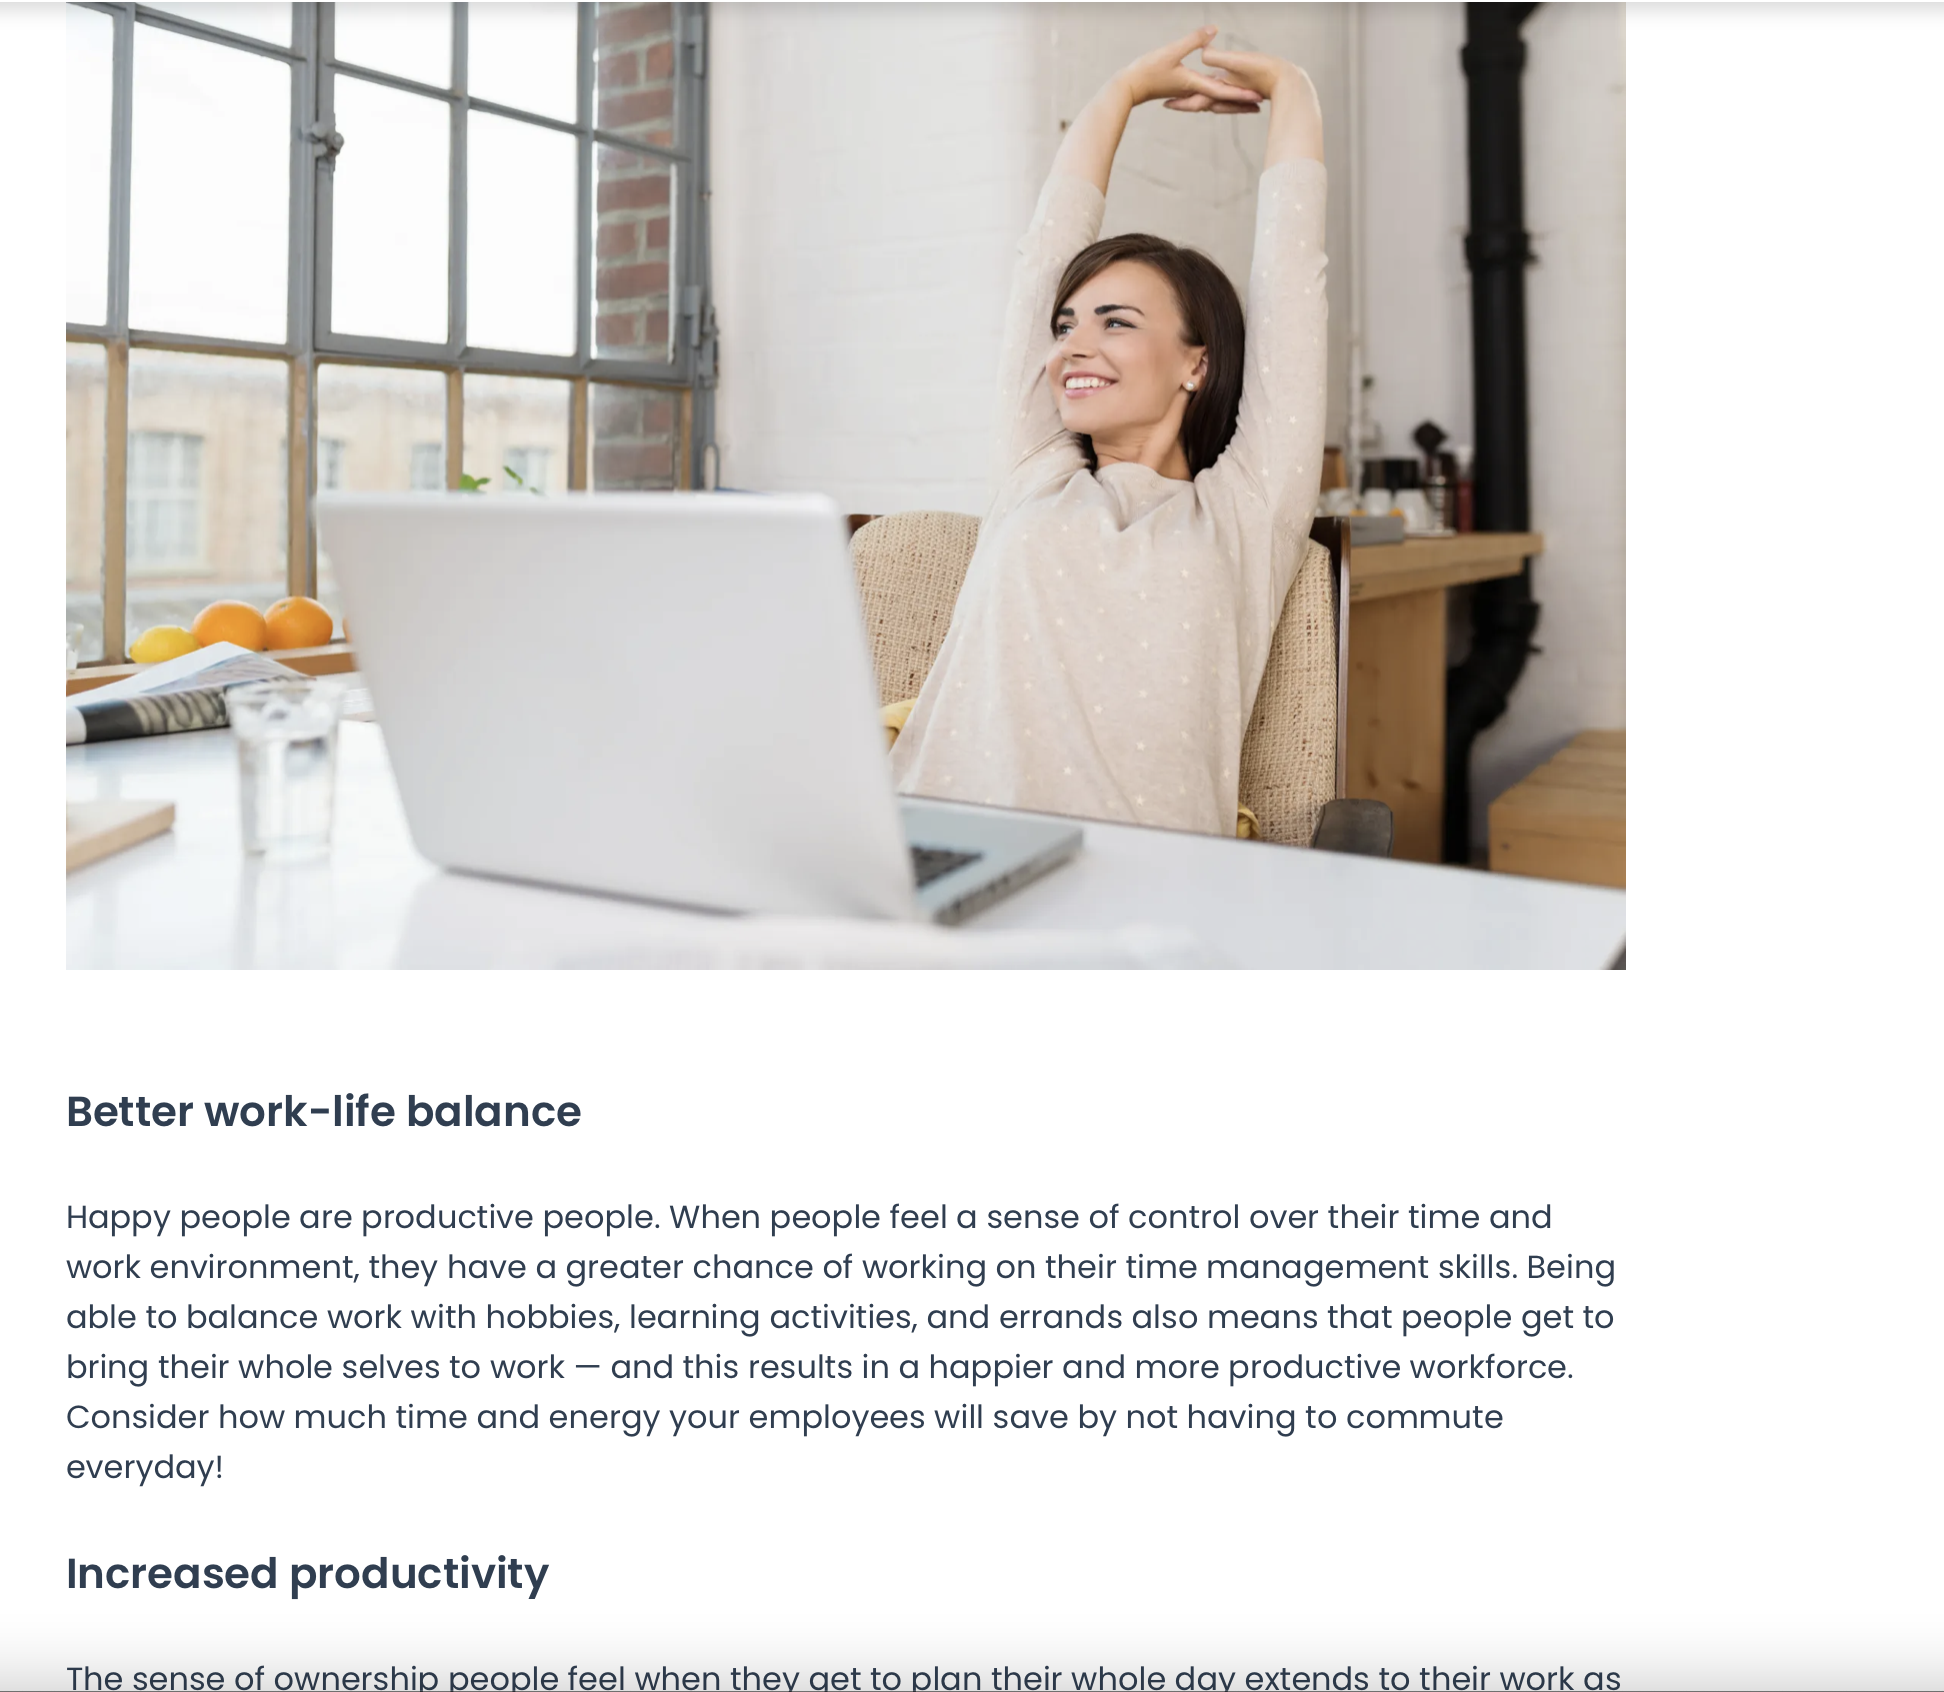 Better work-life balance
Happy people are productive people. When people feel a sense of control over their time and
work environment, they have a greater chance of working on their time management skills. Being
able to balance work with hobbies, learning activities, and errands also means that people get to
bring their whole selves to work — and this results in a happier and more productive workforce.
Consider how much time and energy your employees will save by not having to commute
everyday!
Increased productivity
The sense of ownership people feel when they get to plan their whole day extends to their work as